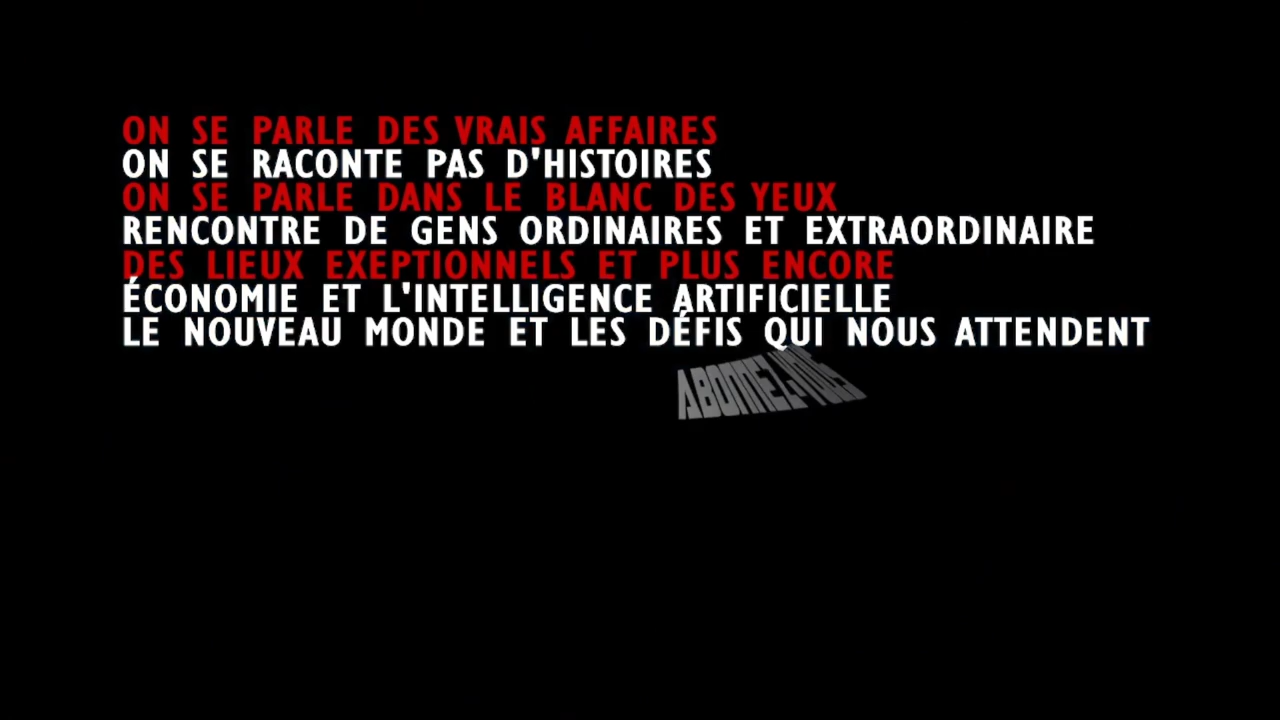 ON SE PARLE DES VRAIS AFFAIRES
ON SE RACONTE PAS D'HISTOIRES
ON SE PARLE DANS LE BLANC DES YEUX
RENCONTRE DE GENS ORDINAIRES ET EXTRAORDINAIRE
DES LIEUX EXEPTIONNELS ET PLUS ENCORE
ÉCONOMIE ET L'INTELLIGENCE ARTIFICIELLE
LE NOUVEAU MONDE ET LES DÉFIS QUI NOUS ATTENDENT
ABONNEZ-VOUS